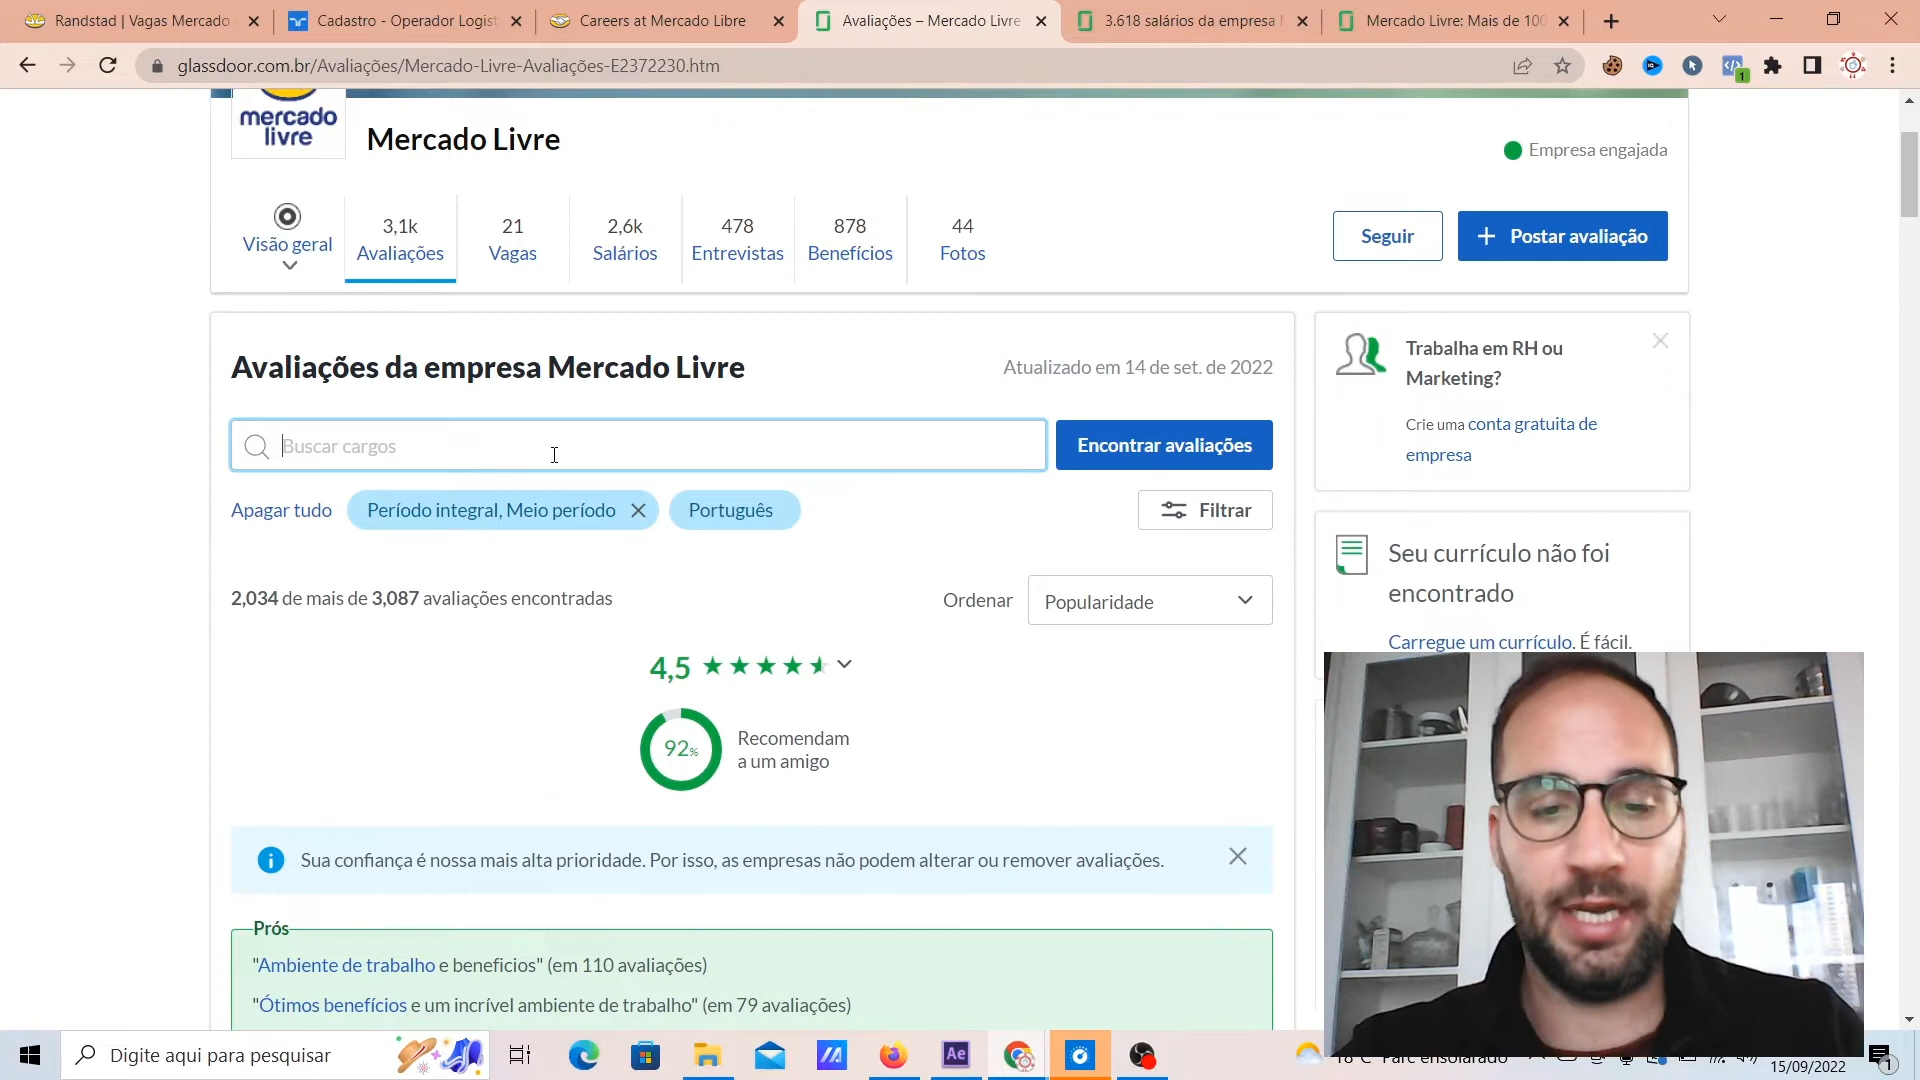 Randstad | Vagas Mercado
Cadastro - Operador Logist
Careers at Mercado Libre
Avaliações – Mercado Livre
3.618 salários da empresa
Mercado Livre: Mais de 100
glassdoor.com.br/Avaliações/Mercado-Livre-Avaliações-E2372230.htm
1
mercado
livre
Mercado Livre
Empresa engajada
Visão geral
3,1k
Avaliações
21
Vagas
2,6k
Salários
478
Entrevistas
878
Benefícios
44
Fotos
Seguir
+ Postar avaliação
Avaliações da empresa Mercado Livre
Atualizado em 14 de set. de 2022
Buscar cargos
Encontrar avaliações
Apagar tudo
Período integral, Meio período
Português
Filtrar
2,034 de mais de 3,087 avaliações encontradas
Ordenar
Popularidade
4,5
92%
Recomendam
a um amigo
Sua confiança é nossa mais alta prioridade. Por isso, as empresas não podem alterar ou remover avaliações.
Prós
"Ambiente de trabalho e beneficios" (em 110 avaliações)
"Ótimos benefícios e um incrível ambiente de trabalho" (em 79 avaliações)
Trabalha em RH ou
Marketing?
Crie uma conta gratuita de
empresa
Seu currículo não foi
encontrado
Carregue um currículo. É fácil.
Digite aqui para pesquisar
Ae
18°C Parc ensolarado
15/09/2022
1